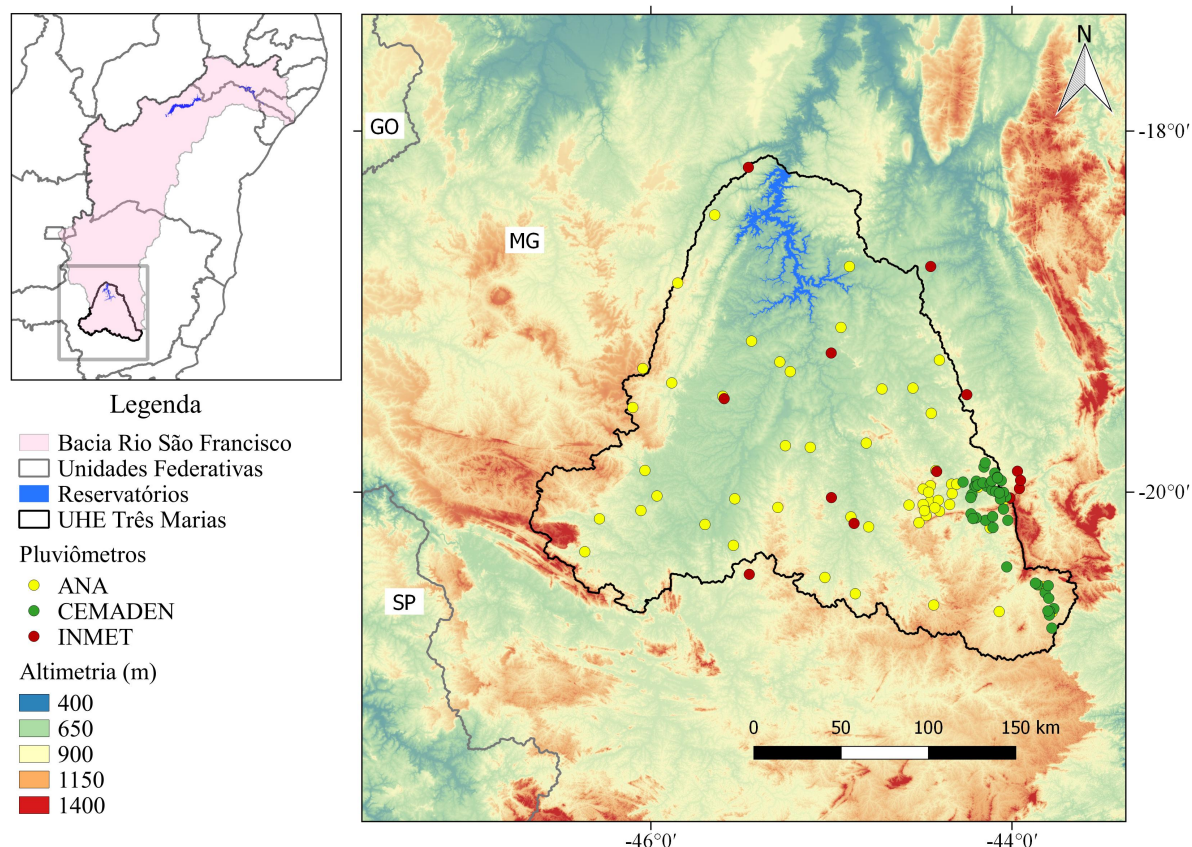 Legenda
Bacia Rio São Francisco
Unidades Federativas
Reservatórios
UHE Três Marias
Pluviômetros
ANA
CEMADEN
INMET
Altimetria (m)
400
650
900
1150
1400
N
GO
MG
SP
-18°0′
-20°0′
0 50 100 150 km
-46°0′ -44°0′